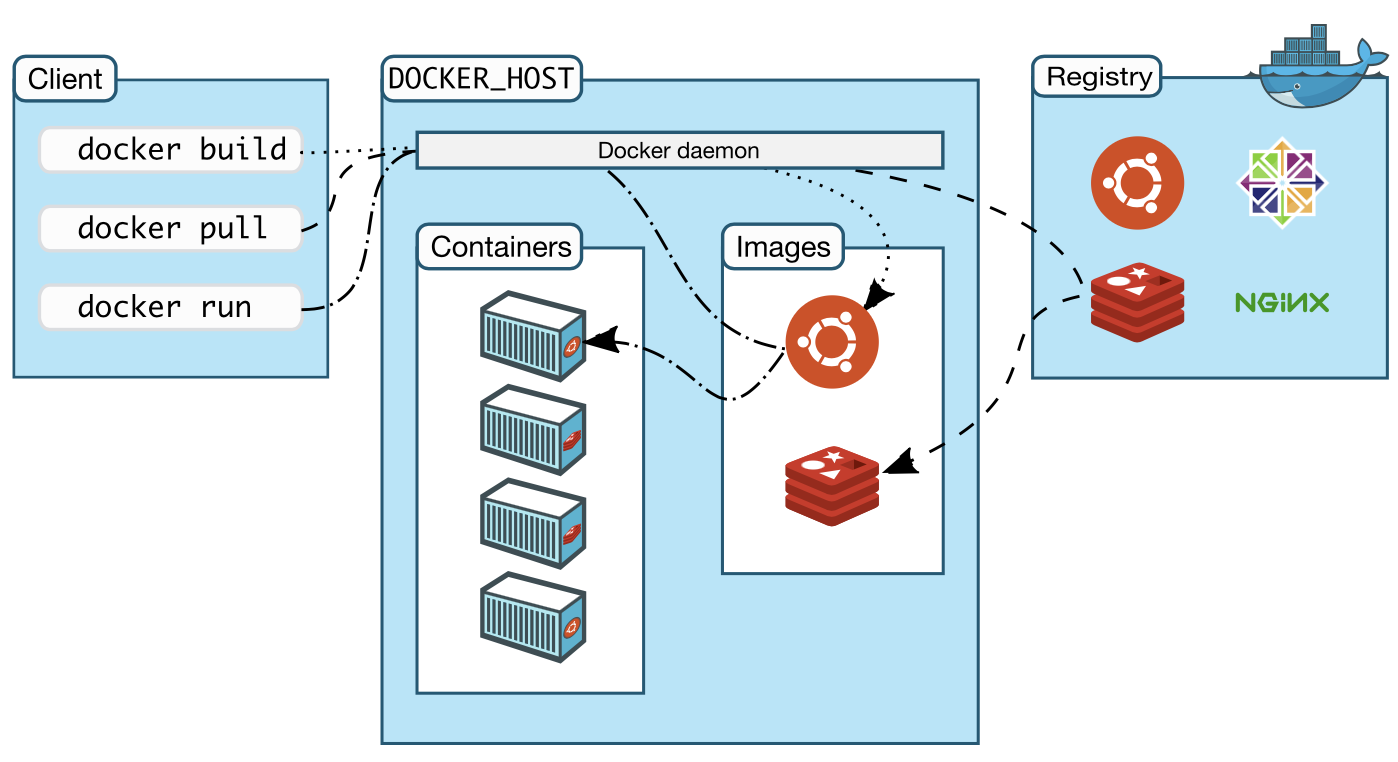 Client
docker build
docker pull
docker run
DOCKER_HOST
Docker daemon
Containers
Images
Registry
NGINX